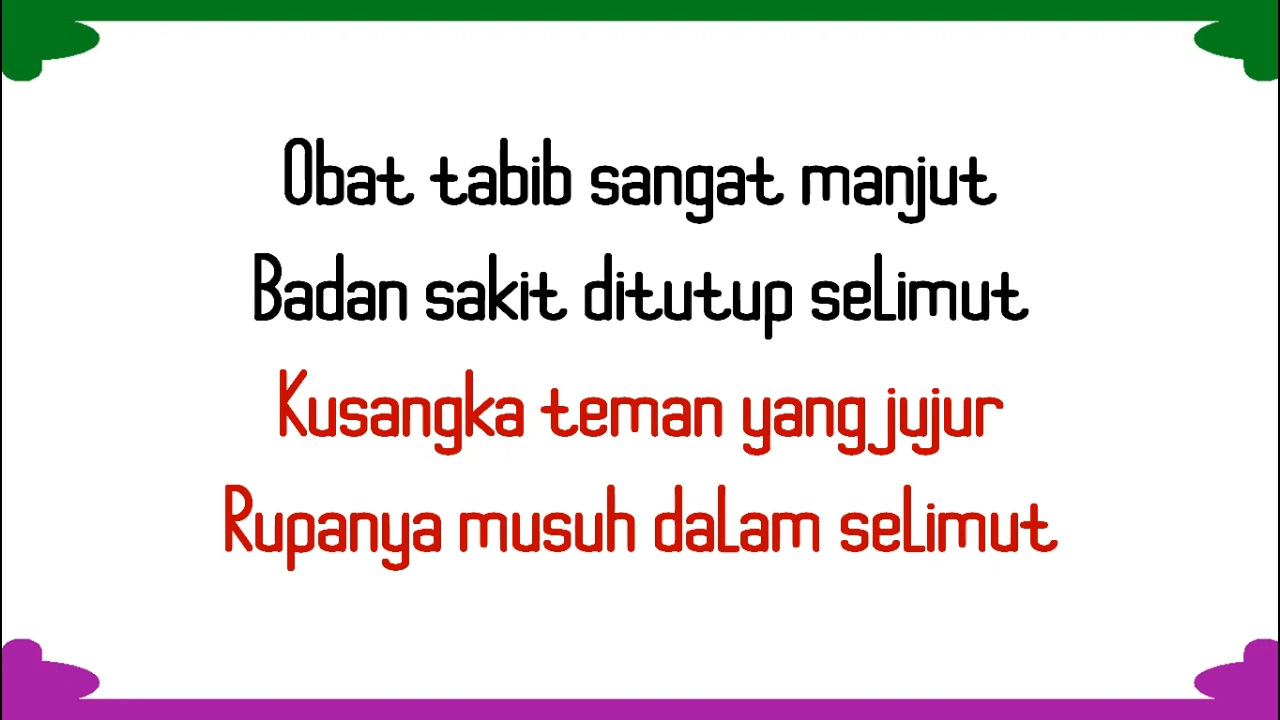 Obat tabib sangat manjut
Badan sakit ditutup selimut
Kusangka teman yang jujur
Rupanya musuh dalam selimut